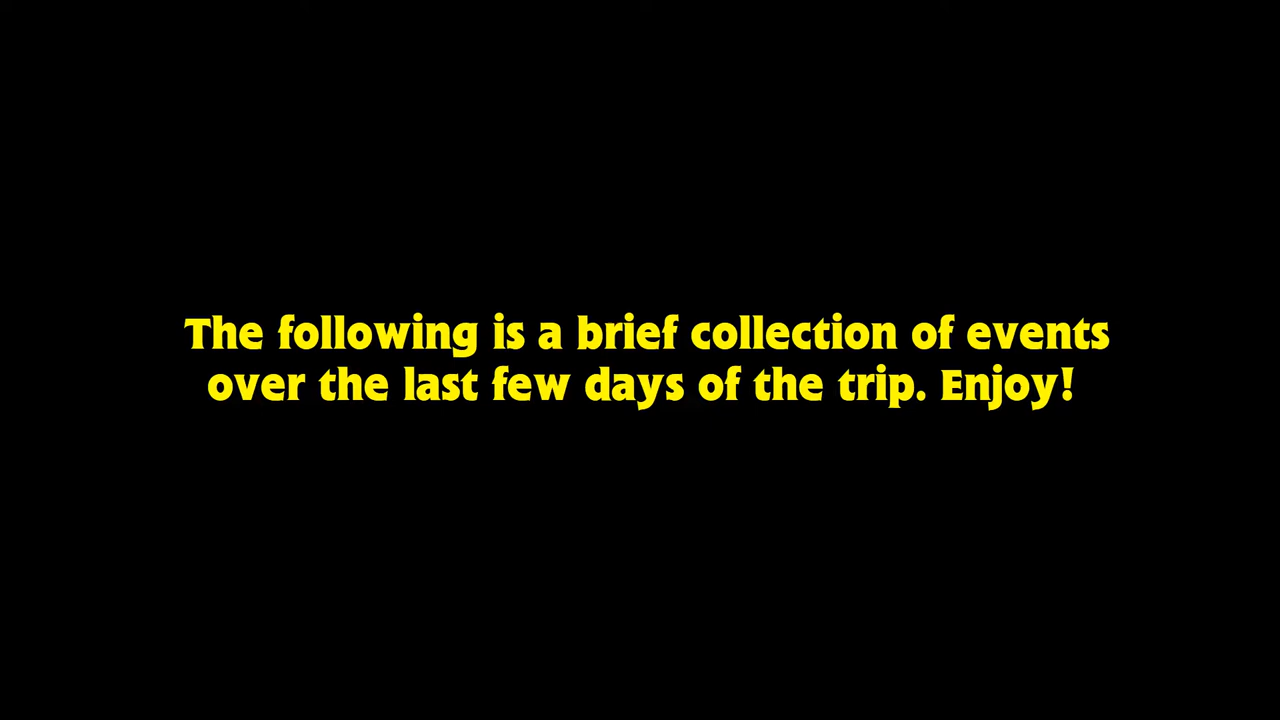 The following is a brief collection of events
over the last few days of the trip. Enjoy!